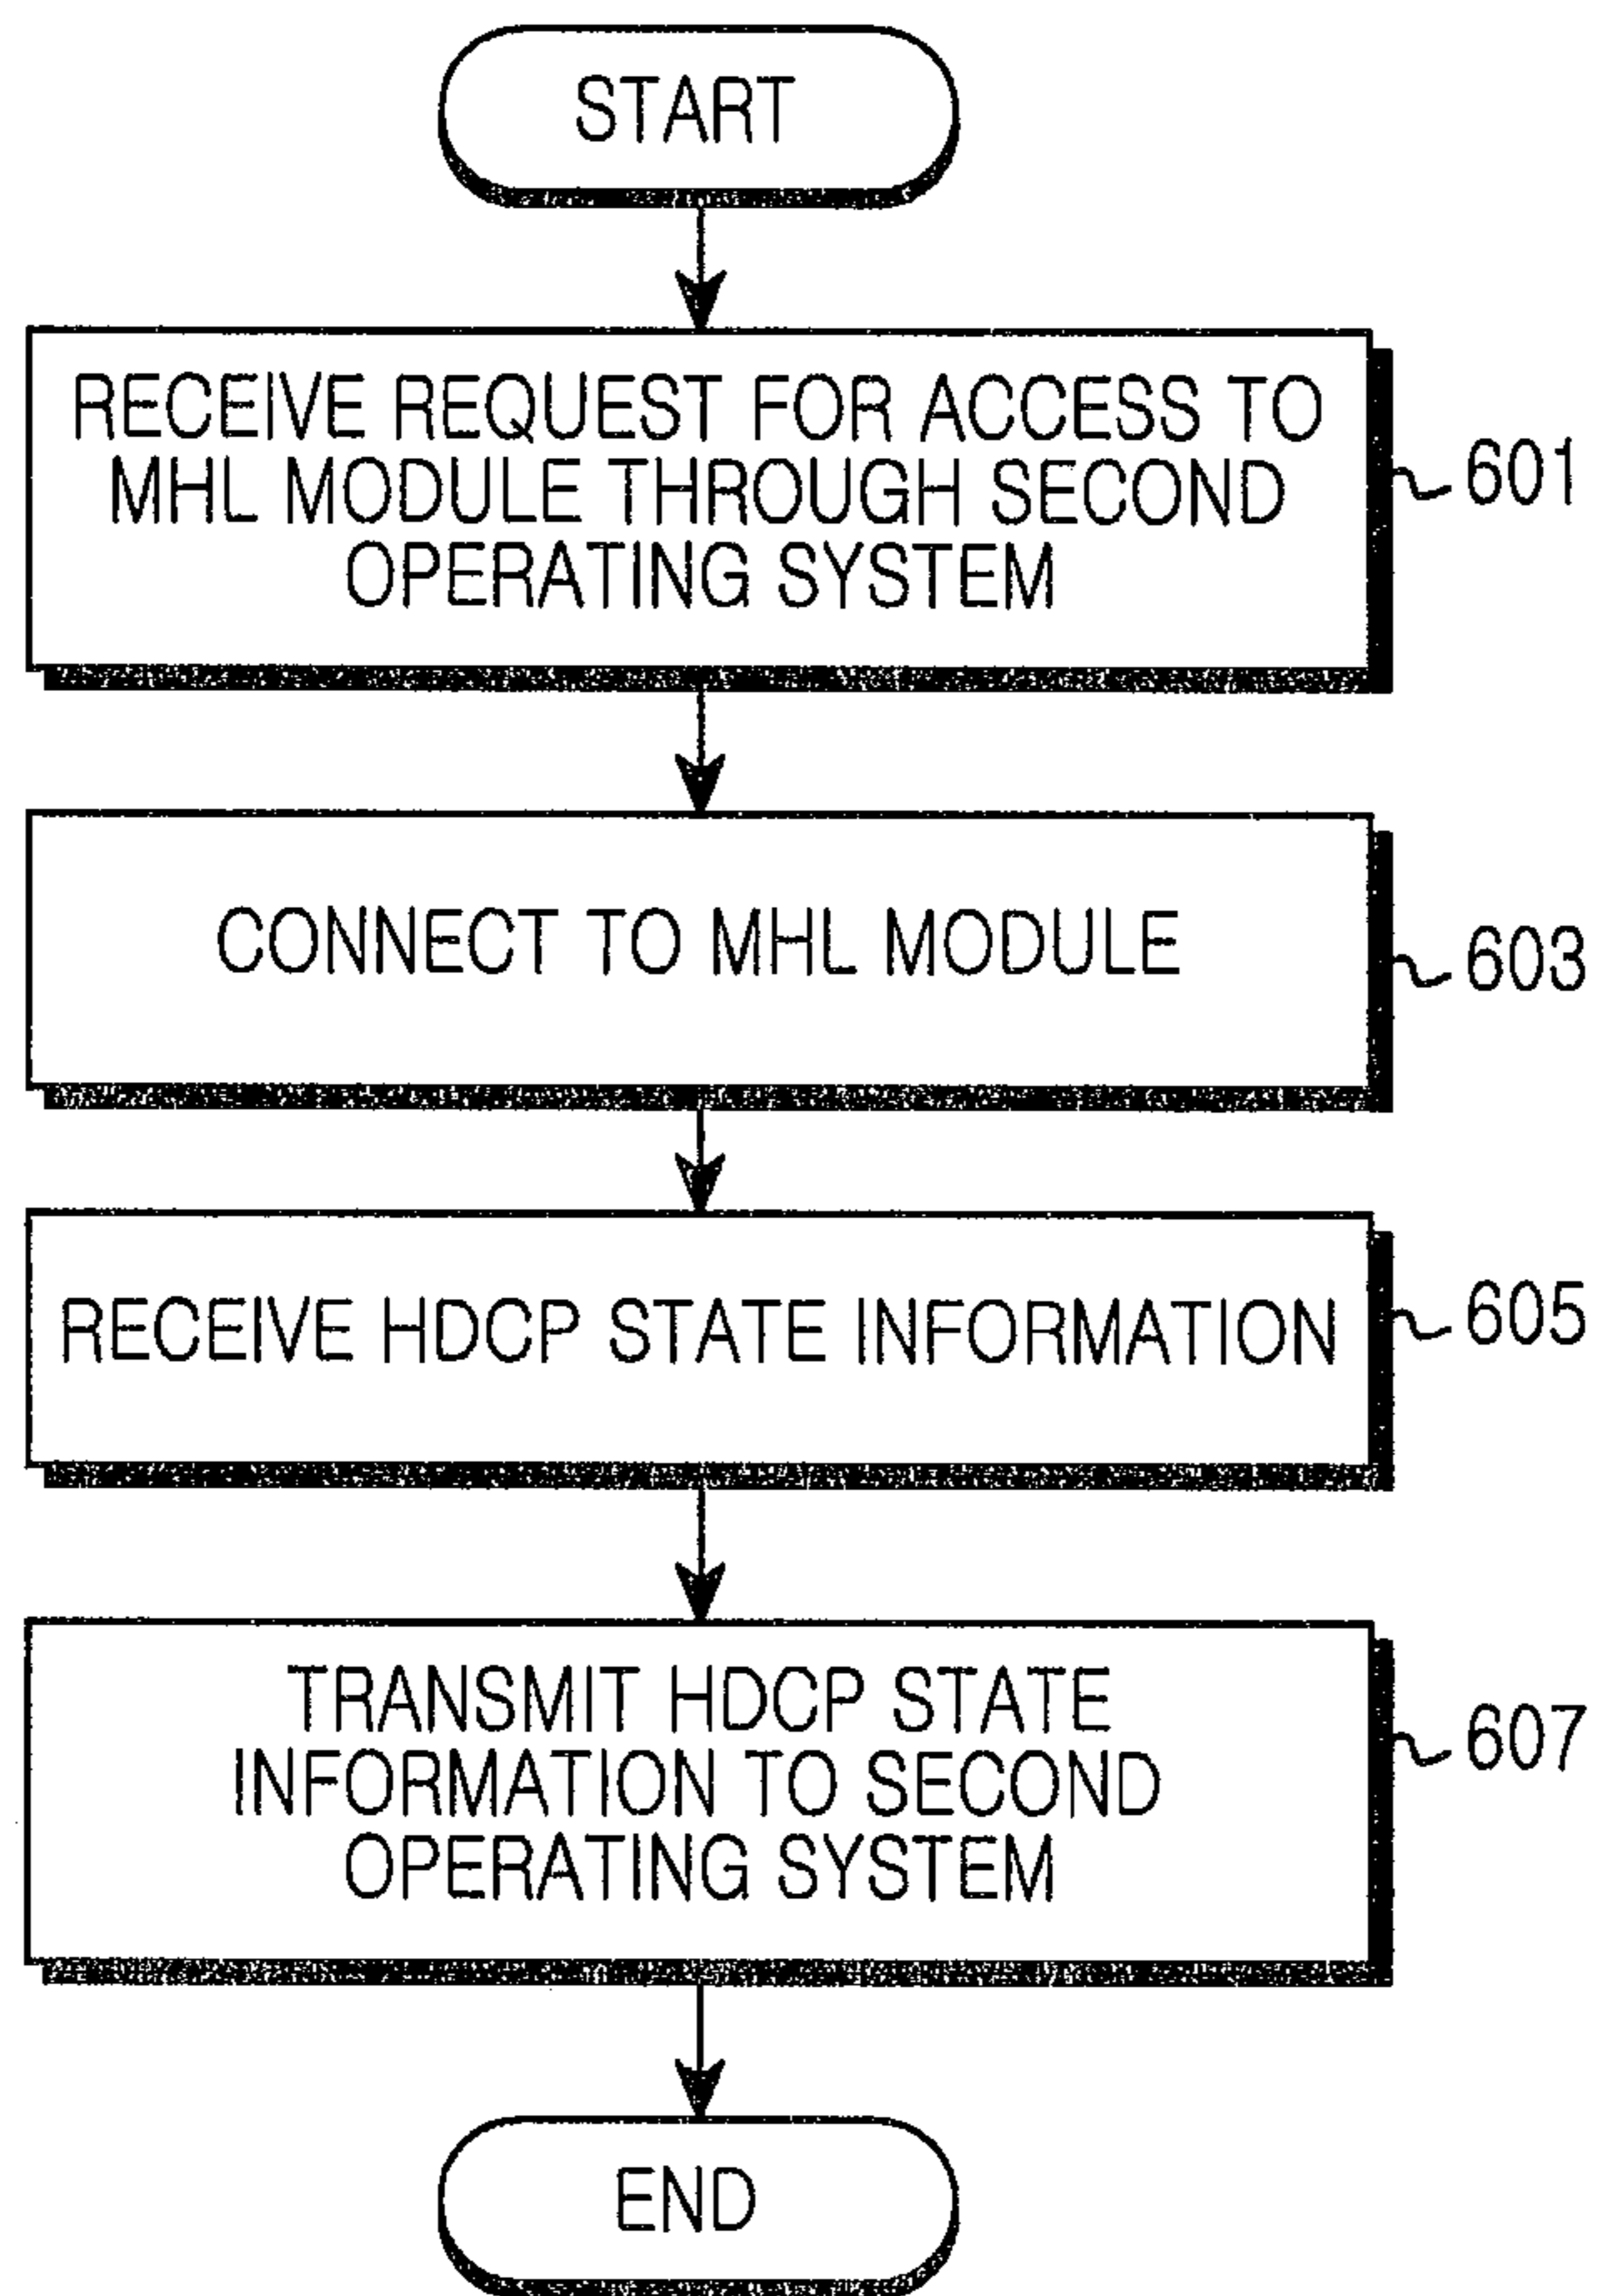 START
RECEIVE REQUEST FOR ACCESS TO
MHL MODULE THROUGH SECOND
OPERATING SYSTEM
601
CONNECT TO MHL MODULE
603
RECEIVE HDCP STATE INFORMATION
605
TRANSMIT HDCP STATE
INFORMATION TO SECOND
OPERATING SYSTEM
607
END